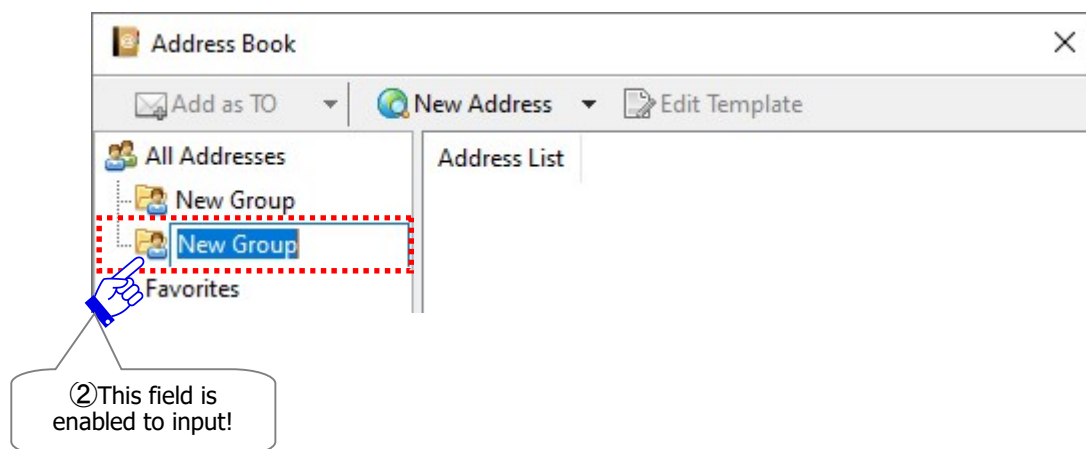 Address Book
Add as TO New Address Edit Template
All Addresses Address List
New Group
New Group
Favorites
②This field is
enabled to input!